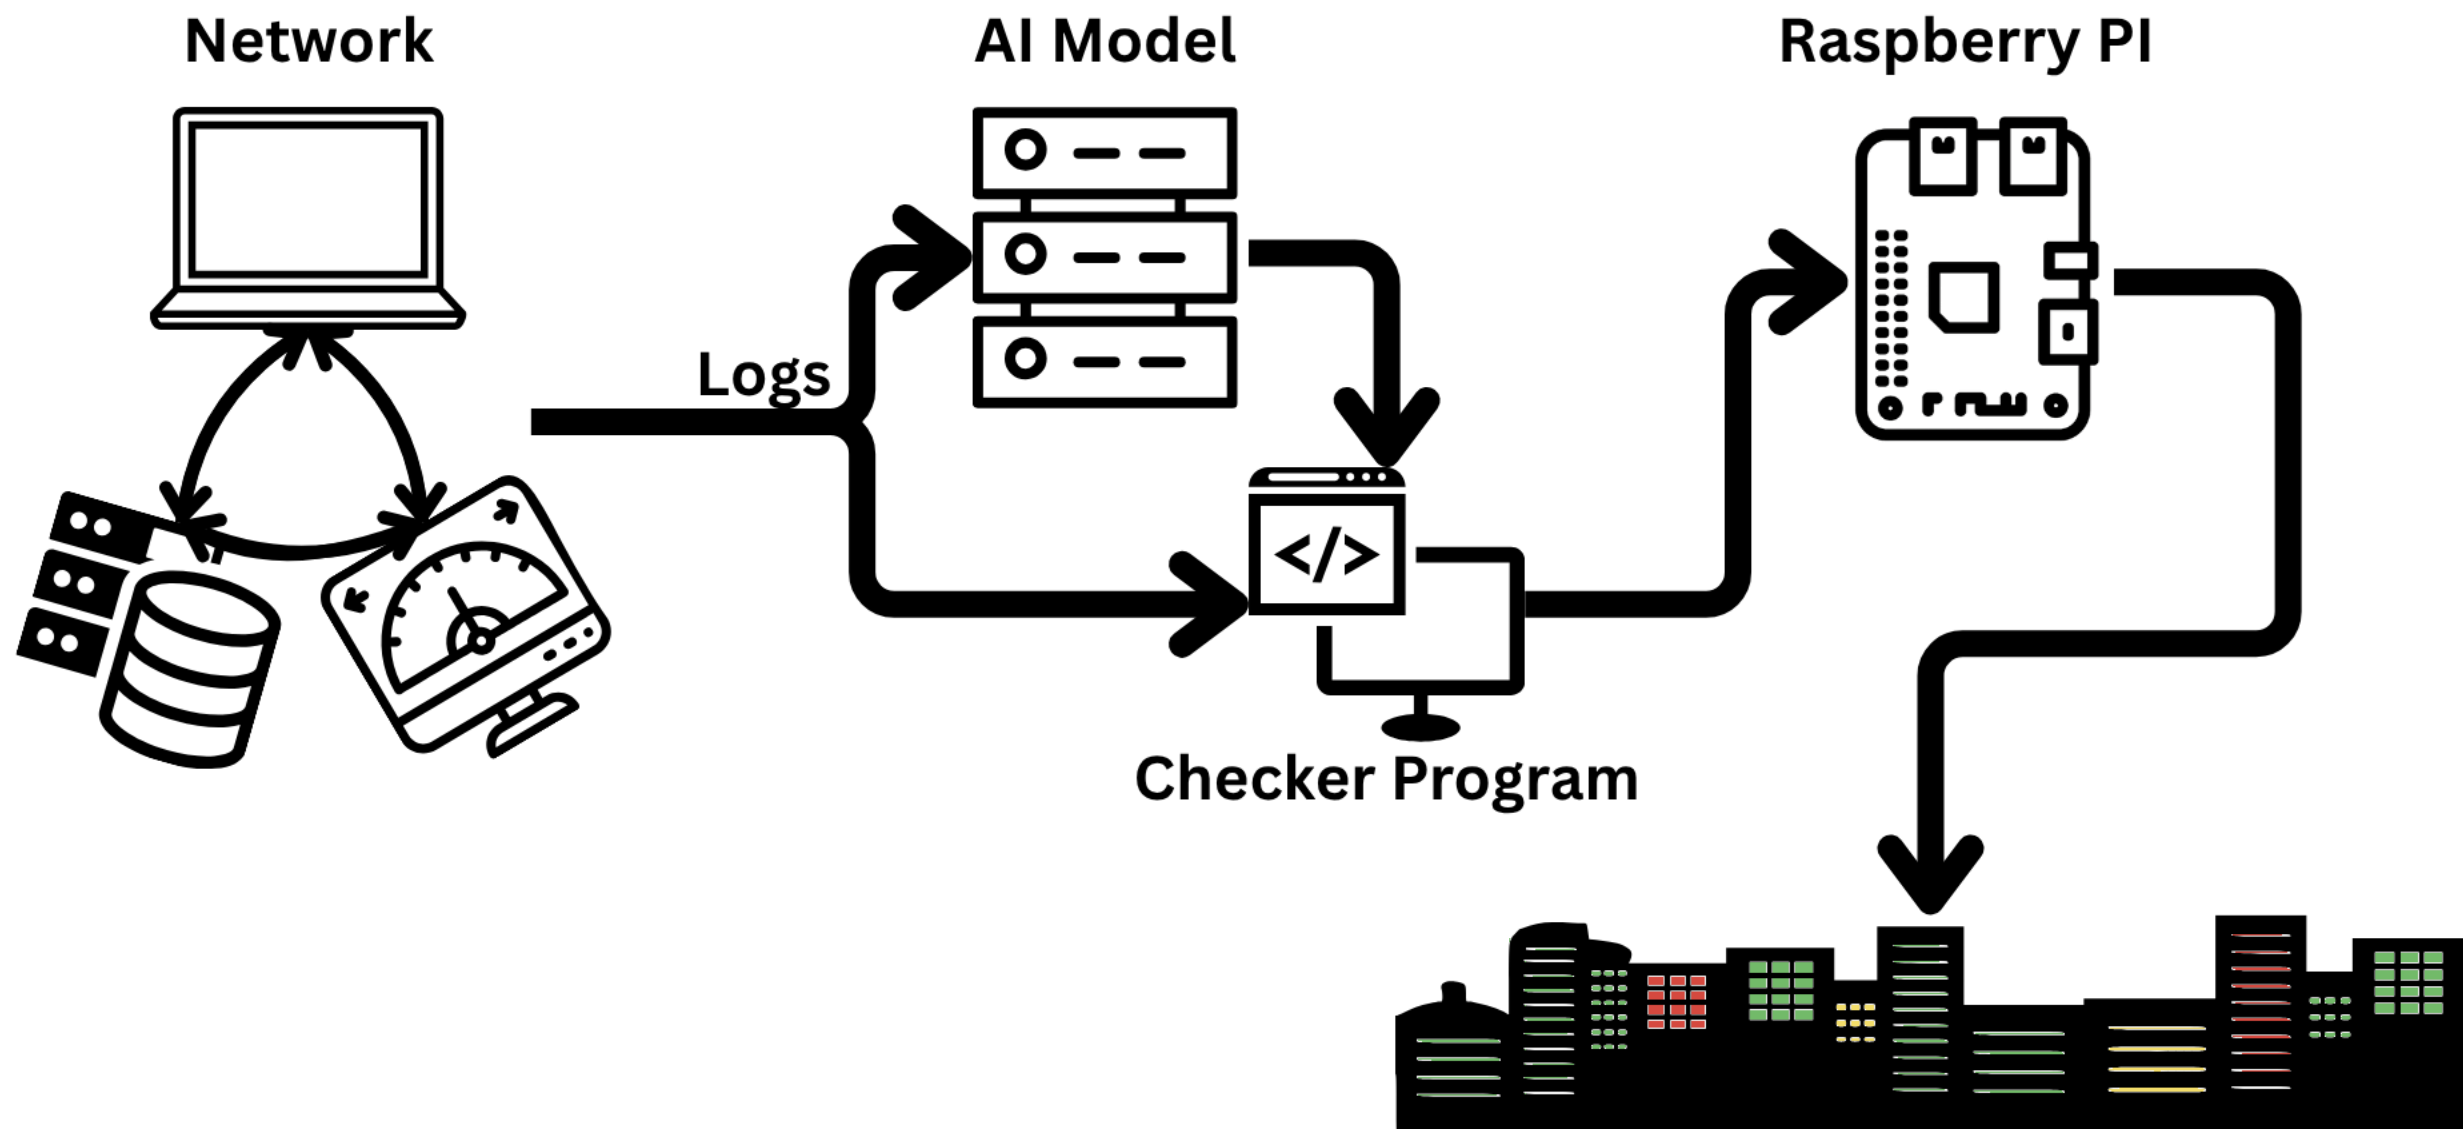 Network
AI Model
Raspberry PI
Logs
</>
Checker Program